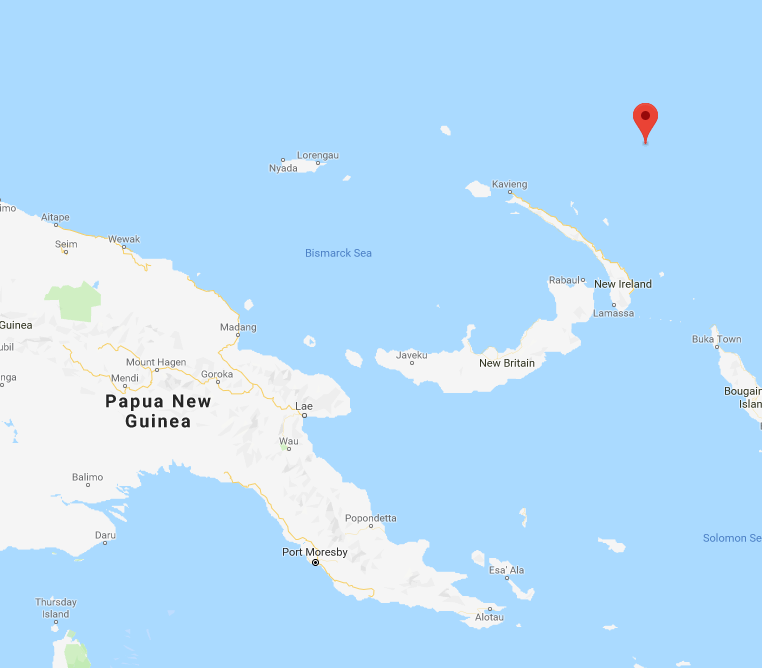 Lorengau
Nyada
Kavieng
imo
Aitape
Seim
Wewak
Bismarck Sea
Rabaul
New Ireland
Lamassa
Guinea
Madang
Buka Town
ubil
Mount Hagen
Javeku
New Britain
nga
Mendi
Goroka
Bougain
Islan
Papua New
Guinea
Lae
Wau
Balimo
Popondetta
Daru
Solomon Se
Port Moresby
Esa' Ala
Thursday
Island
Alotau